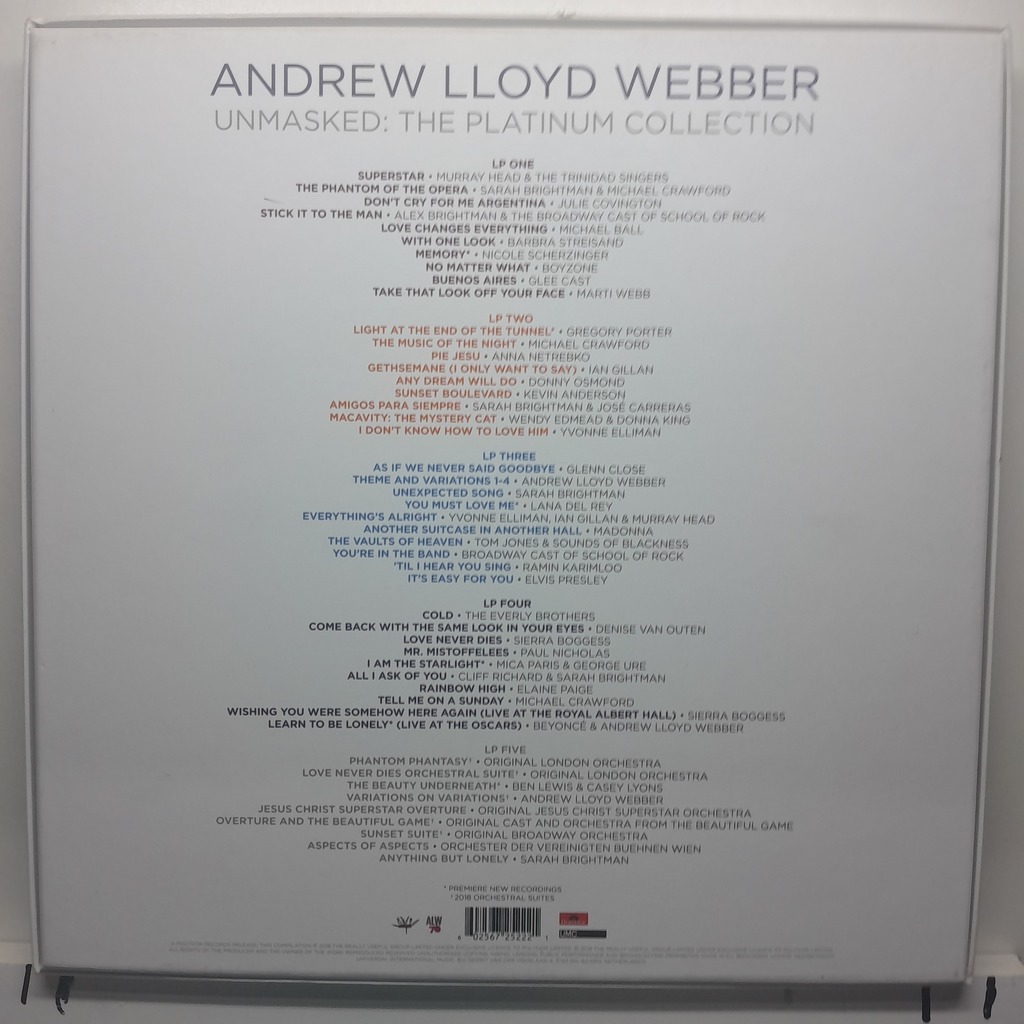 ANDREW LLOYD WEBBER
UNMASKED: THE PLATINUM COLLECTION
LP ONE
SUPERSTAR • MURRAY HEAD & THE TRINIDAD SINGERS
THE PHANTOM OF THE OPERA • SARAH BRIGHTMAN & MICHAEL CRAWFORD
DON'T CRY FOR ME ARGENTINA • JULIE COVINGTON
STICK IT TO THE MAN • ALEX BRIGHTMAN & THE BROADWAY CAST OF SCHOOL OF ROCK
LOVE CHANGES EVERYTHING • MICHAEL BALL
WITH ONE LOOK • BARBRA STREISAND
MEMORY* • NICOLE SCHERZINGER
NO MATTER WHAT • BOYZONE
BUENOS AIRES • GLEE CAST
TAKE THAT LOOK OFF YOUR FACE • MARTI WEBB
LP TWO
LIGHT AT THE END OF THE TUNNEL* • GREGORY PORTER
THE MUSIC OF THE NIGHT • MICHAEL CRAWFORD
PIE JESU • ANNA NETREBKO
GETHSEMANE (I ONLY WANT TO SAY) • IAN GILLAN
ANY DREAM WILL DO • DONNY OSMOND
SUNSET BOULEVARD • KEVIN ANDERSON
AMIGOS PARA SIEMPRE • SARAH BRIGHTMAN & JOSÉ CARRERAS
MACAVITY: THE MYSTERY CAT • WENDY EDMEAD & DONNA KING
I DON'T KNOW HOW TO LOVE HIM • YVONNE ELLIMAN
LP THREE
AS IF WE NEVER SAID GOODBYE • GLENN CLOSE
THEME AND VARIATIONS 1-4 • ANDREW LLOYD WEBBER
UNEXPECTED SONG • SARAH BRIGHTMAN
YOU MUST LOVE ME* • LANA DEL REY
EVERYTHING'S ALRIGHT • YVONNE ELLIMAN, IAN GILLAN & MURRAY HEAD
ANOTHER SUITCASE IN ANOTHER HALL • MADONNA
THE VAULTS OF HEAVEN • TOM JONES & SOUNDS OF BLACKNESS
YOU'RE IN THE BAND • BROADWAY CAST OF SCHOOL OF ROCK
'TIL I HEAR YOU SING • RAMIN KARIMLOO
IT'S EASY FOR YOU • ELVIS PRESLEY
LP FOUR
COLD • THE EVERLY BROTHERS
COME BACK WITH THE SAME LOOK IN YOUR EYES • DENISE VAN OUTEN
LOVE NEVER DIES • SIERRA BOGGESS
MR. MISTOFFELEES • PAUL NICHOLAS
I AM THE STARLIGHT* • MICA PARIS & GEORGE URE
ALL I ASK OF YOU • CLIFF RICHARD & SARAH BRIGHTMAN
RAINBOW HIGH • ELAINE PAIGE
TELL ME ON A SUNDAY • MICHAEL CRAWFORD
WISHING YOU WERE SOMEHOW HERE AGAIN (LIVE AT THE ROYAL ALBERT HALL) • SIERRA BOGGESS
LEARN TO BE LONELY* (LIVE AT THE OSCARS) • BEYONCÉ & ANDREW LLOYD WEBBER
LP FIVE
PHANTOM PHANTASY† • ORIGINAL LONDON ORCHESTRA
LOVE NEVER DIES ORCHESTRAL SUITE† • ORIGINAL LONDON ORCHESTRA
THE BEAUTY UNDERNEATH* • BEN LEWIS & CASEY LYONS
VARIATIONS ON VARIATIONS† • ANDREW LLOYD WEBBER
JESUS CHRIST SUPERSTAR OVERTURE • ORIGINAL JESUS CHRIST SUPERSTAR ORCHESTRA
OVERTURE AND THE BEAUTIFUL GAME† • ORIGINAL CAST AND ORCHESTRA FROM THE BEAUTIFUL GAME
SUNSET SUITE† • ORIGINAL BROADWAY ORCHESTRA
ASPECTS OF ASPECTS • ORCHESTER DER VEREINIGTEN BUEHNEN WIEN
ANYTHING BUT LONELY • SARAH BRIGHTMAN
* PREMIERE NEW RECORDINGS
† 2018 ORCHESTRAL SUITES
ALW
70
6 02567 25222 1
UMC